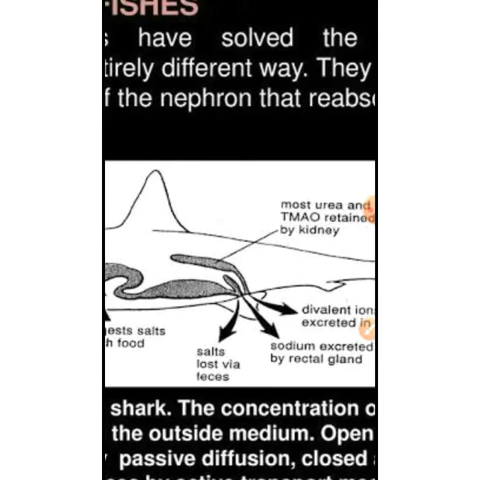 ISHES
have solved the
tirely different way. They
f the nephron that reabs
most urea and
TMAO retained
by kidney
divalent ion
excreted in
ests salts
h food
salts
lost via
feces
sodium excreted
by rectal gland
shark. The concentration o
the outside medium. Open
passive diffusion, closed